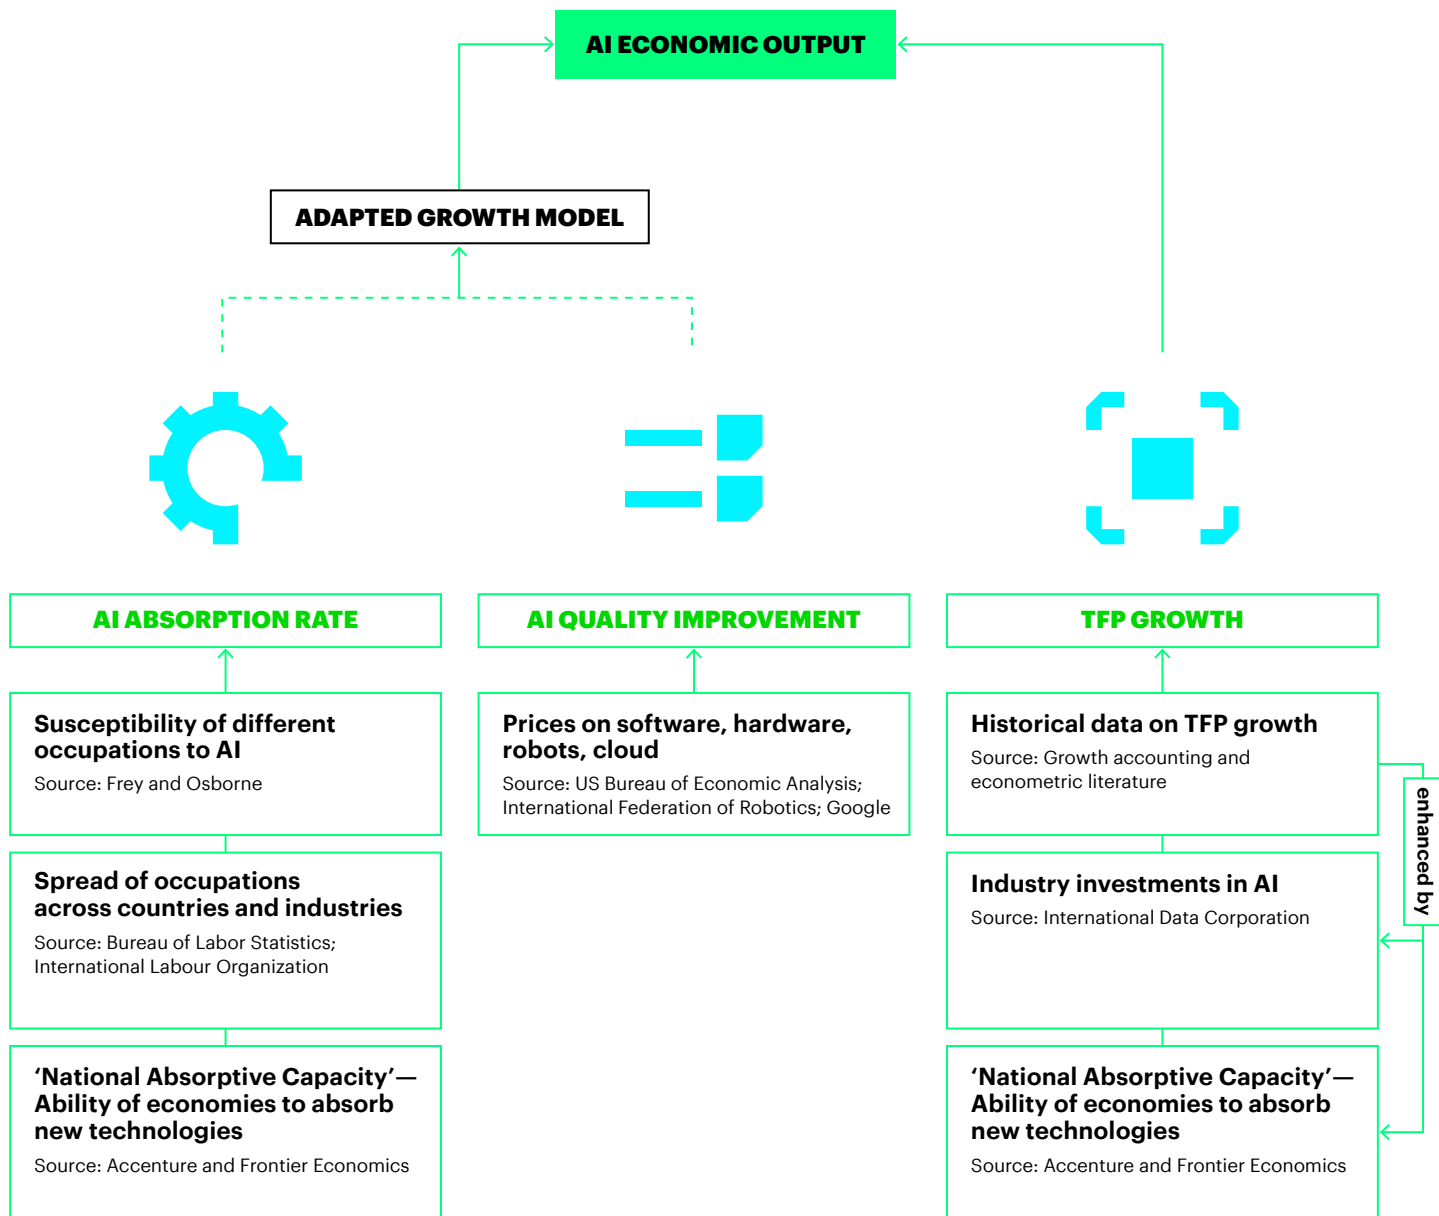 AI ECONOMIC OUTPUT
ADAPTED GROWTH MODEL
AI ABSORPTION RATE
Susceptibility of different
occupations to AI
Source: Frey and Osborne
Spread of occupations
across countries and industries
Source: Bureau of Labor Statistics;
International Labour Organization
‘National Absorptive Capacity’—
Ability of economies to absorb
new technologies
Source: Accenture and Frontier Economics
AI QUALITY IMPROVEMENT
Prices on software, hardware,
robots, cloud
Source: US Bureau of Economic Analysis;
International Federation of Robotics; Google
TFP GROWTH
Historical data on TFP growth
Source: Growth accounting and
econometric literature
enhanced by
Industry investments in AI
Source: International Data Corporation
‘National Absorptive Capacity’—
Ability of economies to absorb
new technologies
Source: Accenture and Frontier Economics